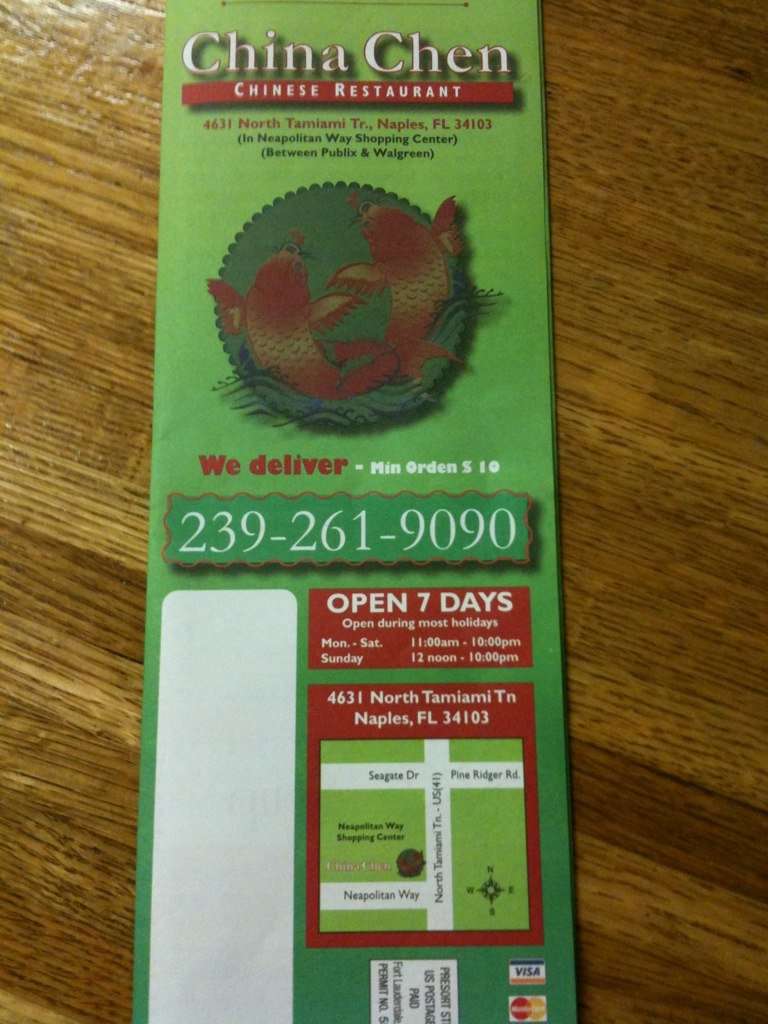 China Chen
CHINESE RESTAURANT
4631 North Tamiami Tr., Naples, FL 34103
(In Neapolitan Way Shopping Center)
(Between Publix & Walgreen)
We deliver - Min Orden $ 10
239-261-9090
OPEN 7 DAYS
Open during most holidays
Mon. - Sat. 11:00am - 10:00pm
Sunday 12 noon - 10:00pm
4631 North Tamiami Tn
Naples, FL 34103
Seagate Dr
Pine Ridger Rd.
North Tamiami Tn. - US(41)
Neapolitan Way
Shopping Center
China Chen
Neapolitan Way
N
W E
S
PRESORT ST
US POSTAGE
PAID
Fort Lauderdale
PERMIT NO. 5
VISA
MasterCard